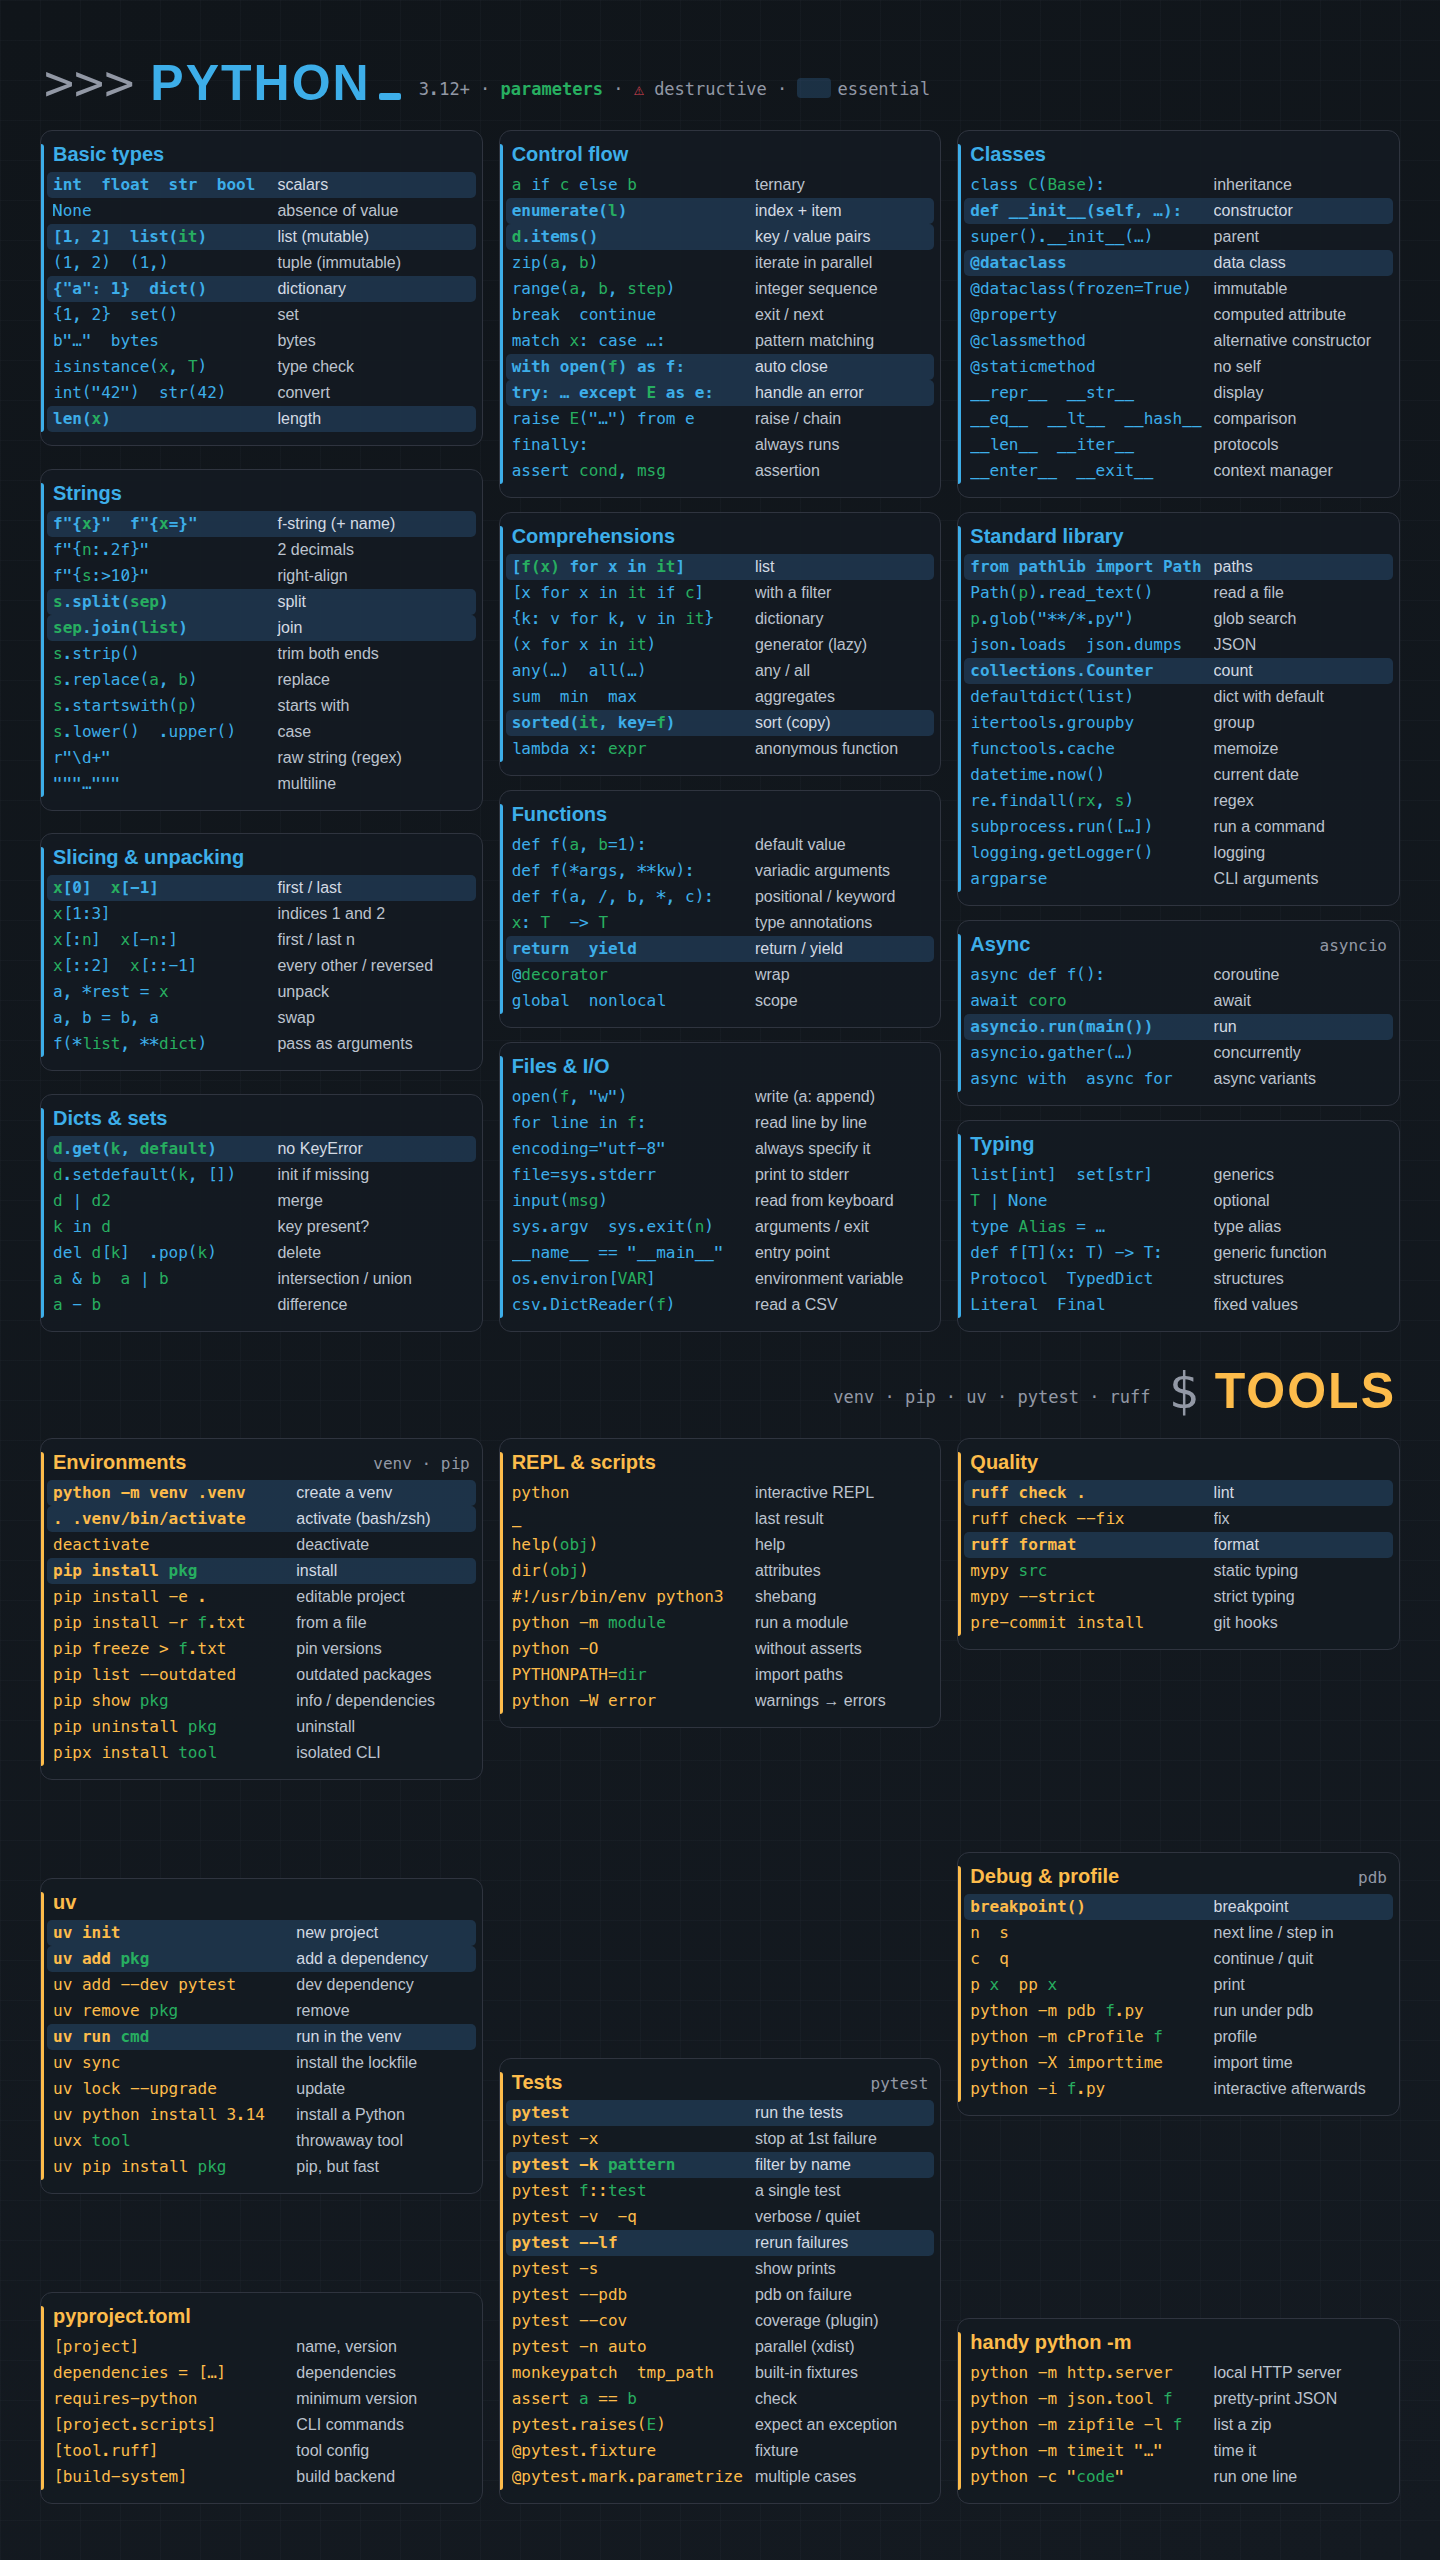 >>> PYTHON_ 3.12+ · parameters · ⚠ destructive · essential
Basic types
int  float  str  bool  scalars
None  absence of value
[1, 2]  list(it)  list (mutable)
(1, 2)  (1,)  tuple (immutable)
{"a": 1}  dict()  dictionary
{1, 2}  set()  set
b"…"  bytes  bytes
isinstance(x, T)  type check
int("42")  str(42)  convert
len(x)  length
Strings
f"{x}"  f"{x=}"  f-string (+ name)
f"{n:.2f}"  2 decimals
f"{s:>10}"  right-align
s.split(sep)  split
sep.join(list)  join
s.strip()  trim both ends
s.replace(a, b)  replace
s.startswith(p)  starts with
s.lower()  .upper()  case
r"\d+"  raw string (regex)
"""…"""  multiline
Slicing & unpacking
x[0]  x[−1]  first / last
x[1:3]  indices 1 and 2
x[:n]  x[−n:]  first / last n
x[::2]  x[::−1]  every other / reversed
a, *rest = x  unpack
a, b = b, a  swap
f(*list, **dict)  pass as arguments
Dicts & sets
d.get(k, default)  no KeyError
d.setdefault(k, [])  init if missing
d | d2  merge
k in d  key present?
del d[k]  .pop(k)  delete
a & b  a | b  intersection / union
a − b  difference
Control flow
a if c else b  ternary
enumerate(l)  index + item
d.items()  key / value pairs
zip(a, b)  iterate in parallel
range(a, b, step)  integer sequence
break  continue  exit / next
match x: case …:  pattern matching
with open(f) as f:  auto close
try: … except E as e:  handle an error
raise E("…") from e  raise / chain
finally:  always runs
assert cond, msg  assertion
Comprehensions
[f(x) for x in it]  list
[x for x in it if c]  with a filter
{k: v for k, v in it}  dictionary
(x for x in it)  generator (lazy)
any(…)  all(…)  any / all
sum  min  max  aggregates
sorted(it, key=f)  sort (copy)
lambda x: expr  anonymous function
Functions
def f(a, b=1):  default value
def f(*args, **kw):  variadic arguments
def f(a, /, b, *, c):  positional / keyword
x: T  −> T  type annotations
return  yield  return / yield
@decorator  wrap
global  nonlocal  scope
Files & I/O
open(f, "w")  write (a: append)
for line in f:  read line by line
encoding="utf−8"  always specify it
file=sys.stderr  print to stderr
input(msg)  read from keyboard
sys.argv  sys.exit(n)  arguments / exit
__name__ == "__main__"  entry point
os.environ[VAR]  environment variable
csv.DictReader(f)  read a CSV
Classes
class C(Base):  inheritance
def __init__(self, …):  constructor
super().__init__(…)  parent
@dataclass  data class
@dataclass(frozen=True)  immutable
@property  computed attribute
@classmethod  alternative constructor
@staticmethod  no self
__repr__  __str__  display
__eq__  __lt__  __hash__  comparison
__len__  __iter__  protocols
__enter__  __exit__  context manager
Standard library
from pathlib import Path  paths
Path(p).read_text()  read a file
p.glob("**/*.py")  glob search
json.loads  json.dumps  JSON
collections.Counter  count
defaultdict(list)  dict with default
itertools.groupby  group
functools.cache  memoize
datetime.now()  current date
re.findall(rx, s)  regex
subprocess.run([…])  run a command
logging.getLogger()  logging
argparse  CLI arguments
Async  asyncio
async def f():  coroutine
await coro  await
asyncio.run(main())  run
asyncio.gather(…)  concurrently
async with  async for  async variants
Typing
list[int]  set[str]  generics
T | None  optional
type Alias = …  type alias
def f[T](x: T) −> T:  generic function
Protocol  TypedDict  structures
Literal  Final  fixed values
venv · pip · uv · pytest · ruff  $ TOOLS
Environments  venv · pip
python −m venv .venv  create a venv
. .venv/bin/activate  activate (bash/zsh)
deactivate  deactivate
pip install pkg  install
pip install −e .  editable project
pip install −r f.txt  from a file
pip freeze > f.txt  pin versions
pip list −−outdated  outdated packages
pip show pkg  info / dependencies
pip uninstall pkg  uninstall
pipx install tool  isolated CLI
uv
uv init  new project
uv add pkg  add a dependency
uv add −−dev pytest  dev dependency
uv remove pkg  remove
uv run cmd  run in the venv
uv sync  install the lockfile
uv lock −−upgrade  update
uv python install 3.14  install a Python
uvx tool  throwaway tool
uv pip install pkg  pip, but fast
pyproject.toml
[project]  name, version
dependencies = […]  dependencies
requires−python  minimum version
[project.scripts]  CLI commands
[tool.ruff]  tool config
[build−system]  build backend
REPL & scripts
python  interactive REPL
_  last result
help(obj)  help
dir(obj)  attributes
#!/usr/bin/env python3  shebang
python −m module  run a module
python −O  without asserts
PYTHONPATH=dir  import paths
python −W error  warnings → errors
Tests  pytest
pytest  run the tests
pytest −x  stop at 1st failure
pytest −k pattern  filter by name
pytest f::test  a single test
pytest −v  −q  verbose / quiet
pytest −−lf  rerun failures
pytest −s  show prints
pytest −−pdb  pdb on failure
pytest −−cov  coverage (plugin)
pytest −n auto  parallel (xdist)
monkeypatch  tmp_path  built-in fixtures
assert a == b  check
pytest.raises(E)  expect an exception
@pytest.fixture  fixture
@pytest.mark.parametrize  multiple cases
Quality
ruff check .  lint
ruff check −−fix  fix
ruff format  format
mypy src  static typing
mypy −−strict  strict typing
pre−commit install  git hooks
Debug & profile  pdb
breakpoint()  breakpoint
n  s  next line / step in
c  q  continue / quit
p x  pp x  print
python −m pdb f.py  run under pdb
python −m cProfile f  profile
python −X importtime  import time
python −i f.py  interactive afterwards
handy python -m
python −m http.server  local HTTP server
python −m json.tool f  pretty-print JSON
python −m zipfile −l f  list a zip
python −m timeit "…"  time it
python −c "code"  run one line